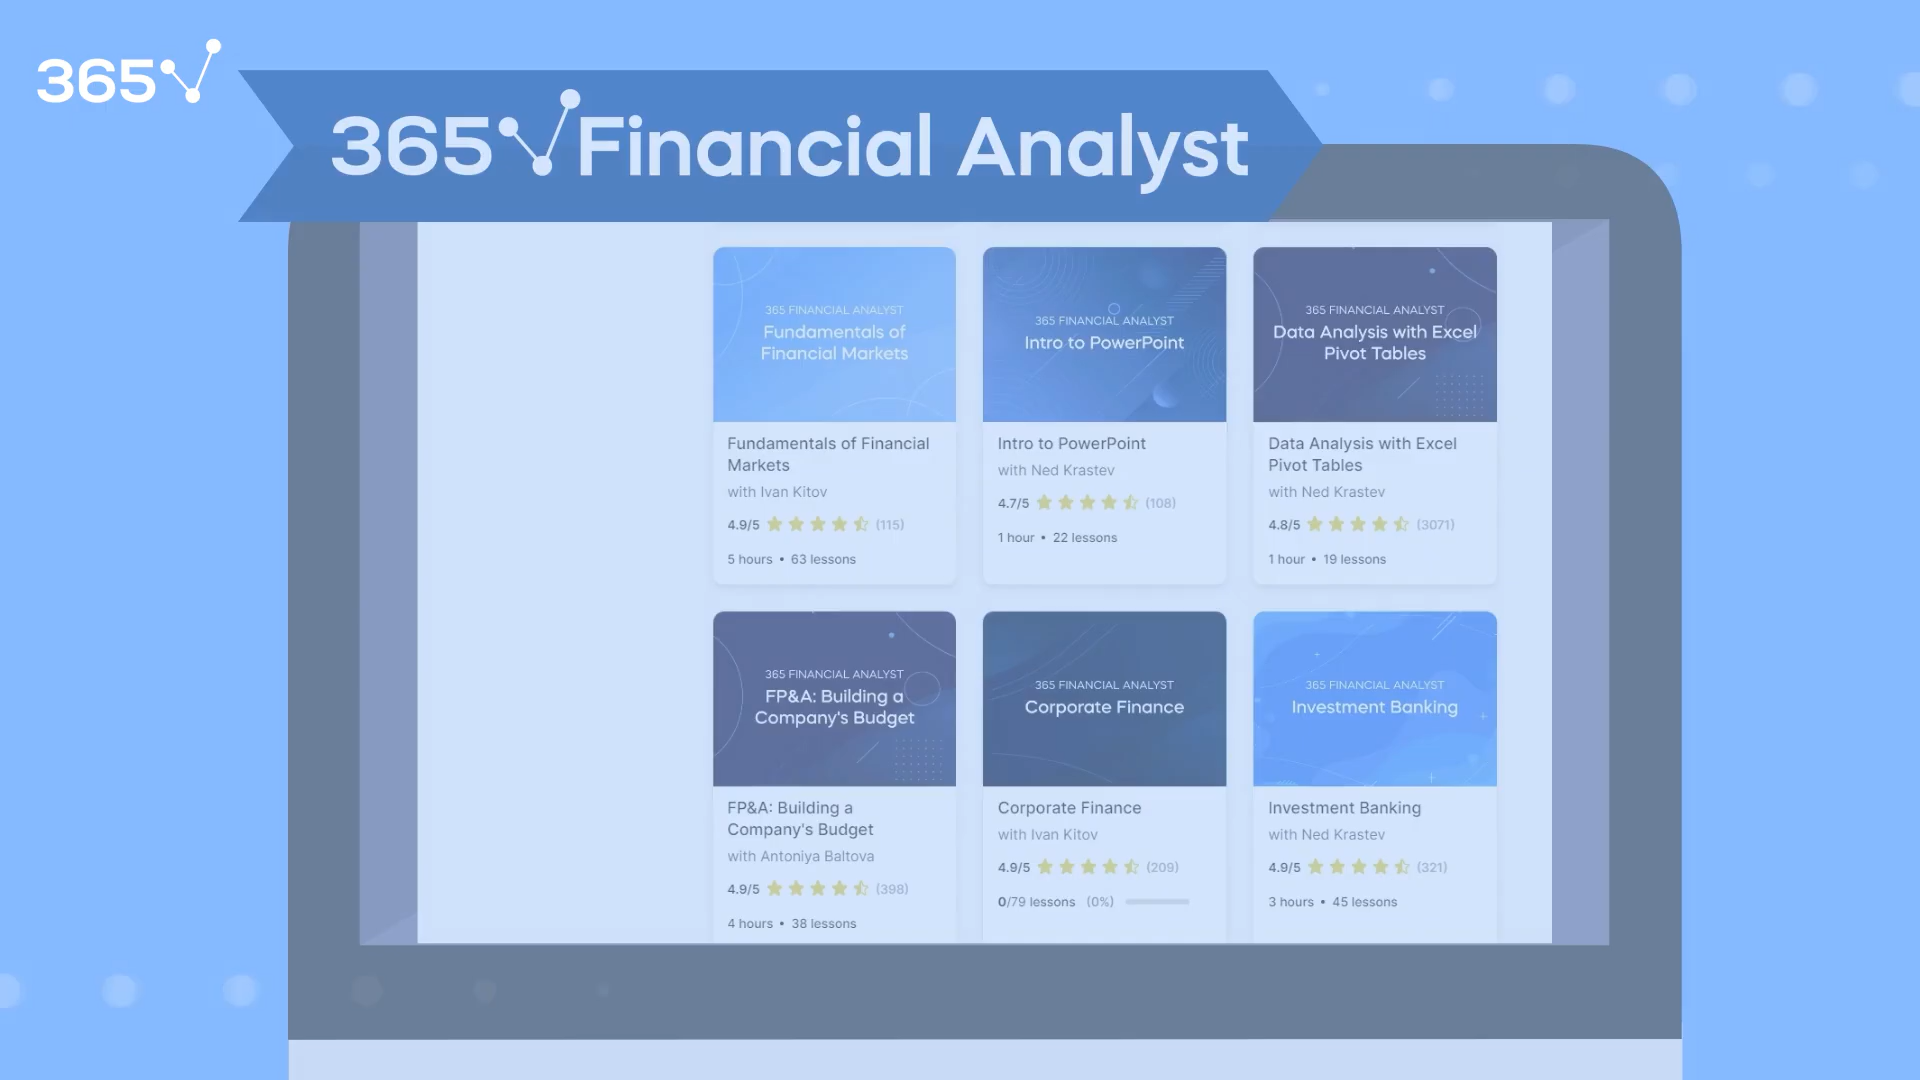 365
365 Financial Analyst
365 FINANCIAL ANALYST
Fundamentals of
Financial Markets
Fundamentals of Financial
Markets
with Ivan Kitov
4.9/5 (115)
5 hours • 63 lessons
365 FINANCIAL ANALYST
Intro to PowerPoint
Intro to PowerPoint
with Ned Krastev
4.7/5 (108)
1 hour • 22 lessons
365 FINANCIAL ANALYST
Data Analysis with Excel
Pivot Tables
Data Analysis with Excel
Pivot Tables
with Ned Krastev
4.8/5 (3071)
1 hour • 19 lessons
365 FINANCIAL ANALYST
FP&A: Building a
Company's Budget
FP&A: Building a
Company's Budget
with Antoniya Baltova
4.9/5 (398)
4 hours • 38 lessons
365 FINANCIAL ANALYST
Corporate Finance
Corporate Finance
with Ivan Kitov
4.9/5 (209)
0/79 lessons (0%)
365 FINANCIAL ANALYST
Investment Banking
Investment Banking
with Ned Krastev
4.9/5 (321)
3 hours • 45 lessons